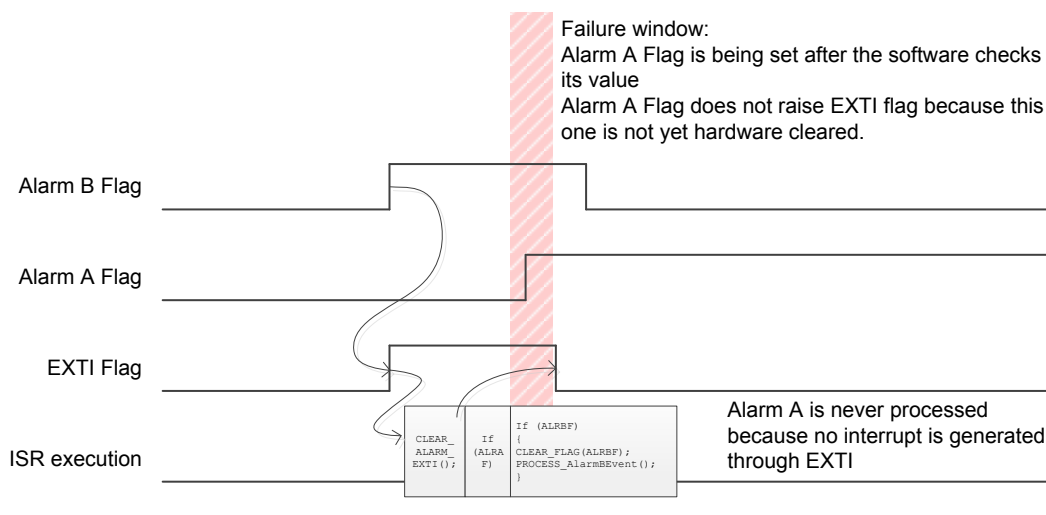 Failure window:
Alarm A Flag is being set after the software checks
its value
Alarm A Flag does not raise EXTI flag because this
one is not yet hardware cleared.
Alarm B Flag
Alarm A Flag
EXTI Flag
ISR execution
CLEAR_
ALARM_
EXTI();
If
(ALRA
F)
If (ALRBF)
{
CLEAR_FLAG(ALRBF);
PROCESS_AlarmBEvent();
}
Alarm A is never processed
because no interrupt is generated
through EXTI